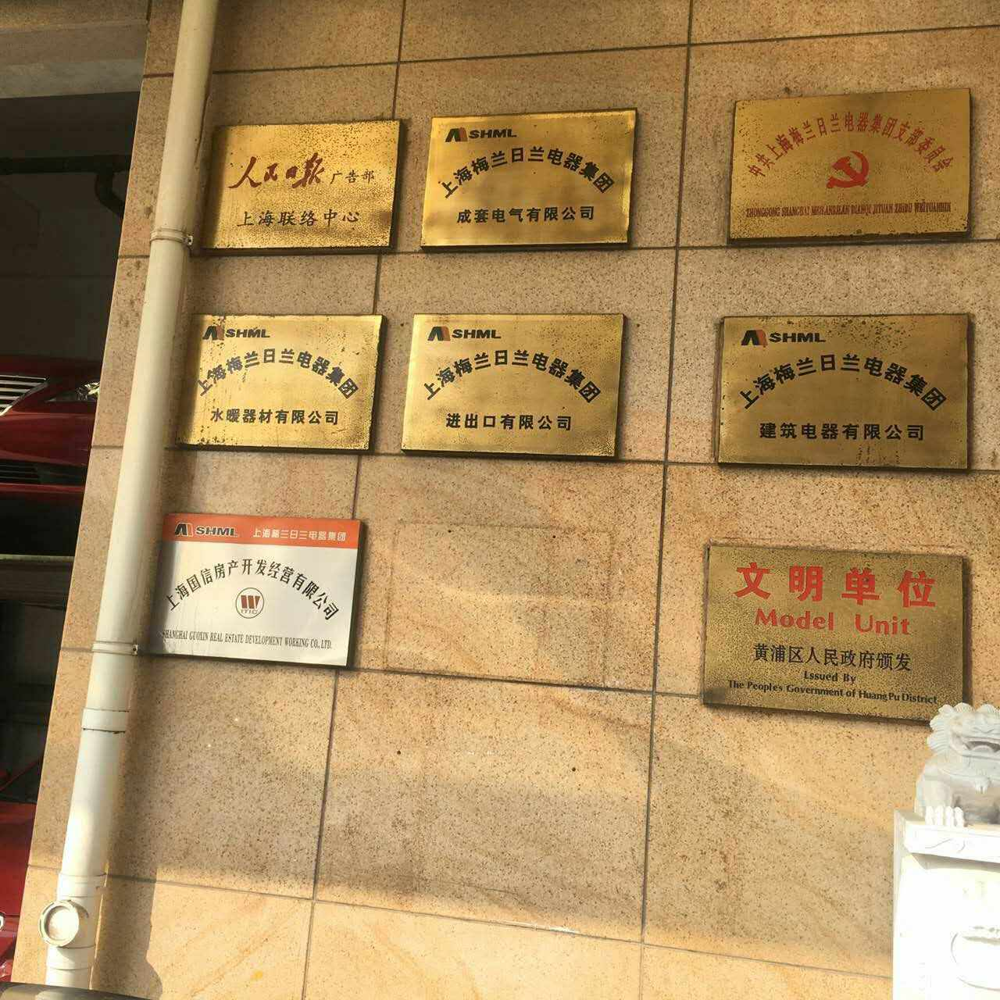 人民日报 广告部
上海联络中心
SHML
上海梅兰日兰电器集团
成套电气有限公司
中共上海梅兰日兰电器集团支部委员会
ZHONGGONG SHANGHAI MEILANRILAN DIANQI JITUAN ZHIBU WEIYUANHUI
SHML
上海梅兰日兰电器集团
水暖器材有限公司
SHML
上海梅兰日兰电器集团
进出口有限公司
SHML
上海梅兰日兰电器集团
建筑电器有限公司
SHML 上海梅兰日兰电器集团
上海国信房产开发经营有限公司
ITIC
SHANGHAI GUOXIN REAL ESTATE DEVELOPMENT WORKING CO., LTD.
文明单位
Model Unit
黄浦区人民政府颁发
Lssued By
The People's Government of HuangPu District